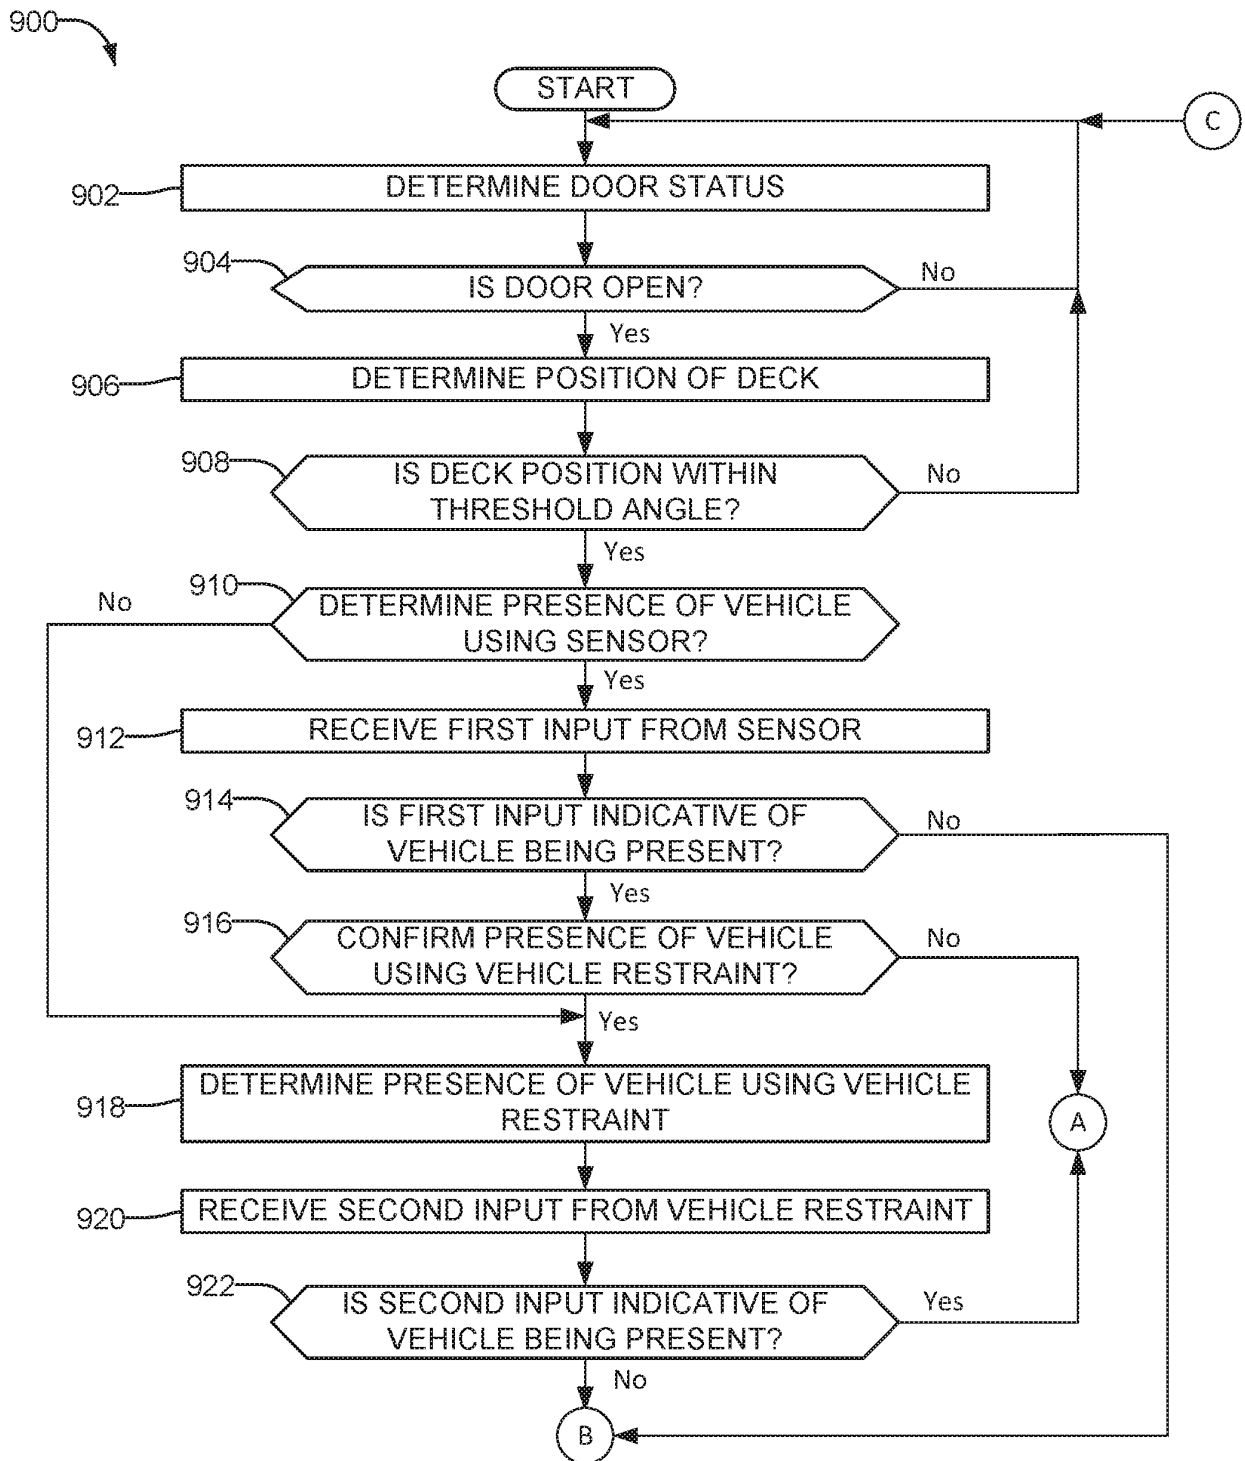 900
START
C
902
DETERMINE DOOR STATUS
904
IS DOOR OPEN?
No
Yes
906
DETERMINE POSITION OF DECK
908
IS DECK POSITION WITHIN
THRESHOLD ANGLE?
No
Yes
No
910
DETERMINE PRESENCE OF VEHICLE
USING SENSOR?
Yes
912
RECEIVE FIRST INPUT FROM SENSOR
914
IS FIRST INPUT INDICATIVE OF
VEHICLE BEING PRESENT?
No
Yes
916
CONFIRM PRESENCE OF VEHICLE
USING VEHICLE RESTRAINT?
No
Yes
918
DETERMINE PRESENCE OF VEHICLE USING VEHICLE
RESTRAINT
A
920
RECEIVE SECOND INPUT FROM VEHICLE RESTRAINT
922
IS SECOND INPUT INDICATIVE OF
VEHICLE BEING PRESENT?
Yes
No
B